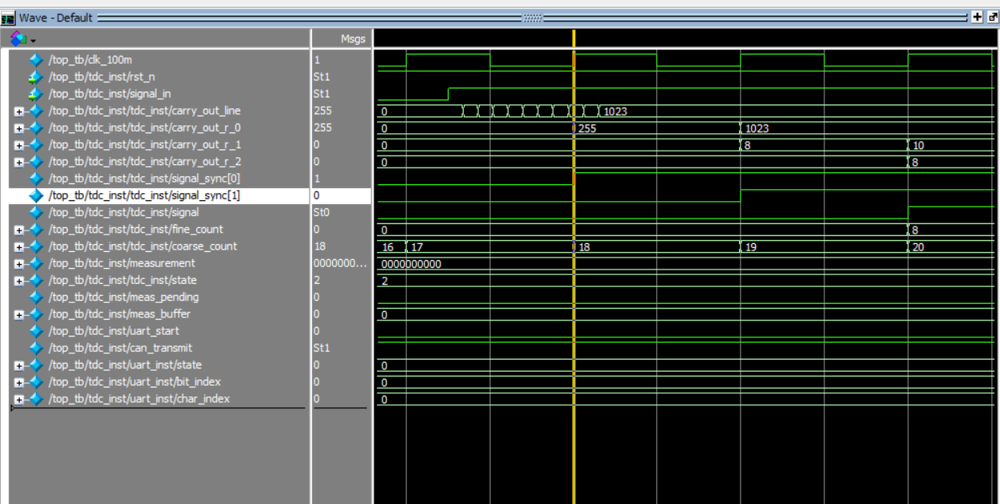 Wave - Default
Msgs
/top_tb/clk_100m 1
/top_tb/tdc_inst/rst_n St1
/top_tb/tdc_inst/signal_in St1
/top_tb/tdc_inst/tdc_inst/carry_out_line 255 0 1023
/top_tb/tdc_inst/tdc_inst/carry_out_r_0 255 0 255 1023
/top_tb/tdc_inst/tdc_inst/carry_out_r_1 0 0 8 10
/top_tb/tdc_inst/tdc_inst/carry_out_r_2 0 0 8
/top_tb/tdc_inst/tdc_inst/signal_sync[0] 1
/top_tb/tdc_inst/tdc_inst/signal_sync[1] 0
/top_tb/tdc_inst/tdc_inst/signal St0
/top_tb/tdc_inst/tdc_inst/fine_count 0 0 8
/top_tb/tdc_inst/tdc_inst/coarse_count 18 16 17 18 19 20
/top_tb/tdc_inst/measurement 0000000... 0000000000
/top_tb/tdc_inst/tdc_inst/state 2 2
/top_tb/tdc_inst/meas_pending 0
/top_tb/tdc_inst/meas_buffer 0 0
/top_tb/tdc_inst/uart_start 0
/top_tb/tdc_inst/can_transmit St1
/top_tb/tdc_inst/uart_inst/state 0 0
/top_tb/tdc_inst/uart_inst/bit_index 0 0
/top_tb/tdc_inst/uart_inst/char_index 0 0